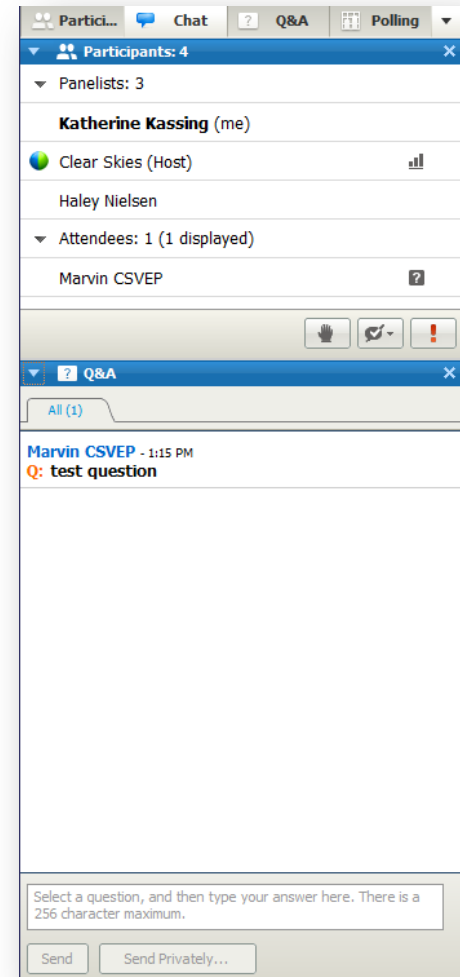 Partici... Chat ? Q&A Polling
Participants: 4
Panelists: 3
Katherine Kassing (me)
Clear Skies (Host)
Haley Nielsen
Attendees: 1 (1 displayed)
Marvin CSVEP ?
!
? Q&A
All (1)
Marvin CSVEP - 1:15 PM
Q: test question
Select a question, and then type your answer here. There is a
256 character maximum.
Send Send Privately...